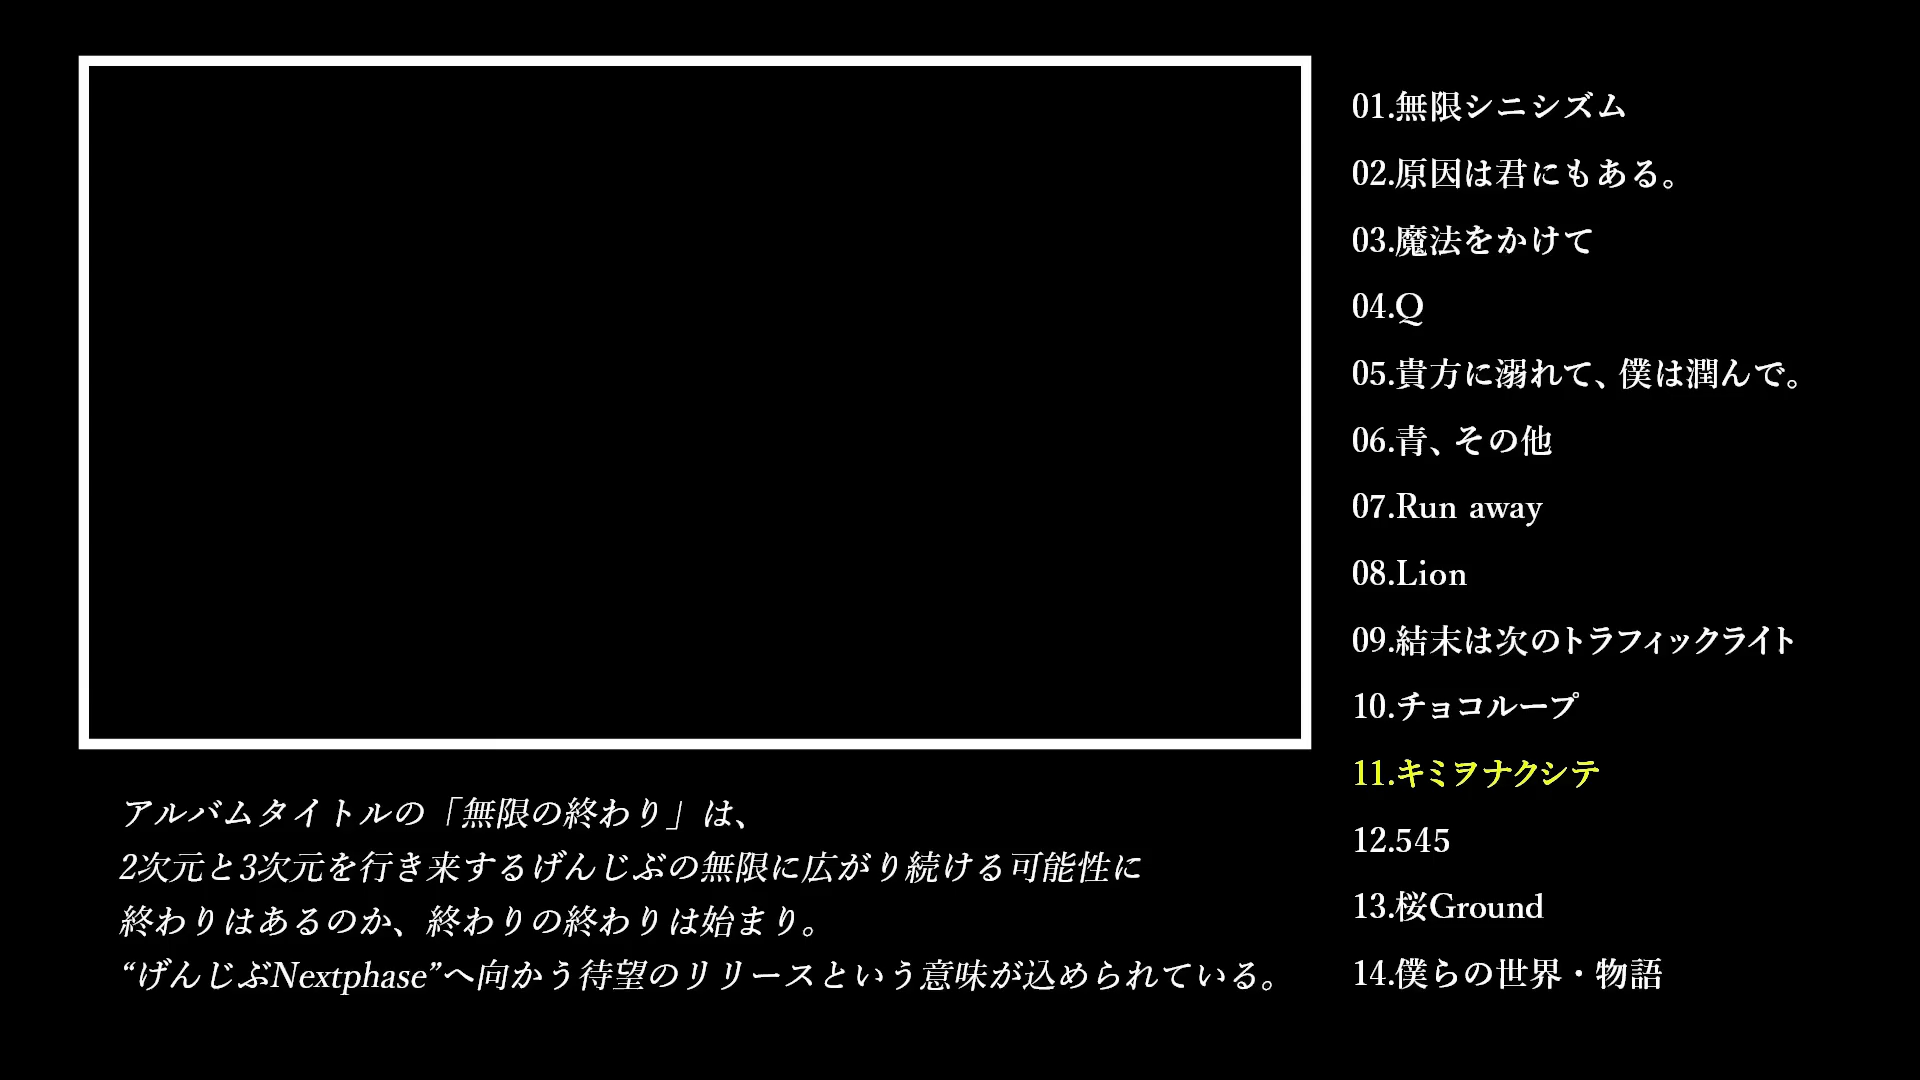 01.無限シニシズム
02.原因は君にもある。
03.魔法をかけて
04.Q
05.貴方に溺れて、僕は潤んで。
06.青、その他
07.Run away
08.Lion
09.結末は次のトラフィックライト
10.チョコループ
11.キミヲナクシテ
12.545
13.桜Ground
14.僕らの世界・物語
アルバムタイトルの「無限の終わり」は、
2次元と3次元を行き来するげんじぶの無限に広がり続ける可能性に
終わりはあるのか、終わりの終わりは始まり。
“げんじぶNextphase”へ向かう待望のリリースという意味が込められている。